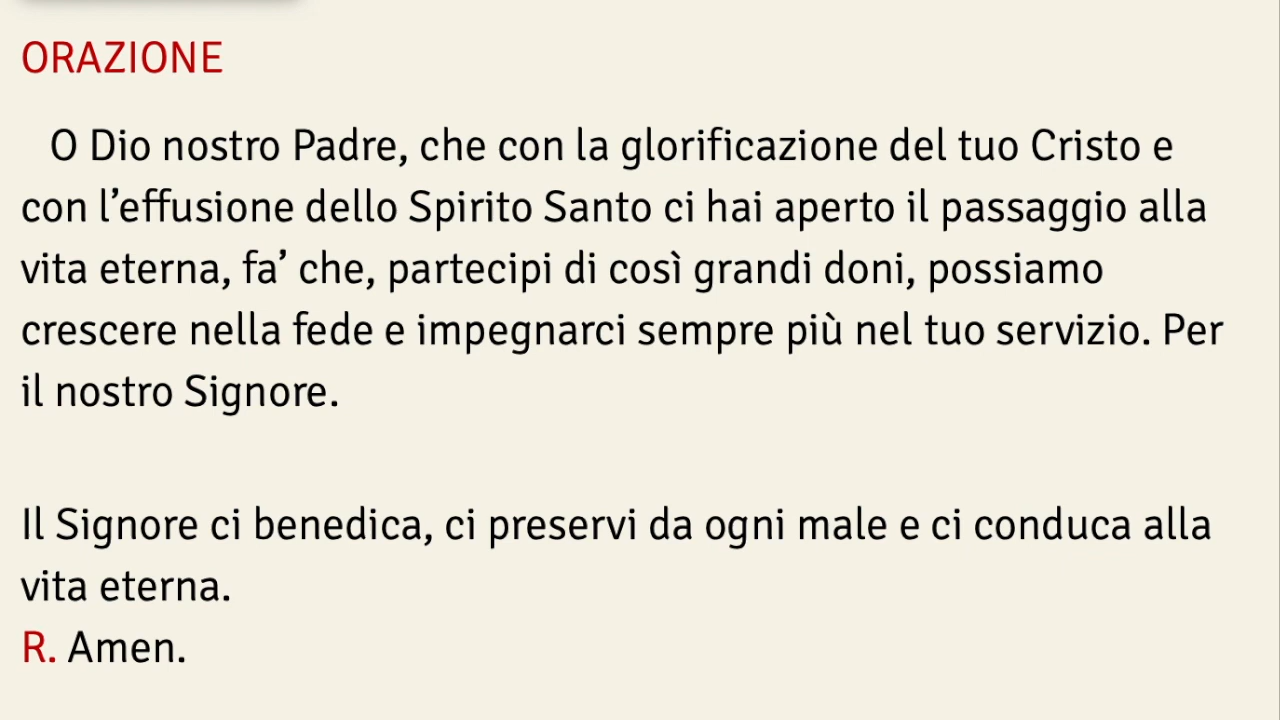 ORAZIONE
O Dio nostro Padre, che con la glorificazione del tuo Cristo e
con l’effusione dello Spirito Santo ci hai aperto il passaggio alla
vita eterna, fa’ che, partecipi di così grandi doni, possiamo
crescere nella fede e impegnarci sempre più nel tuo servizio. Per
il nostro Signore.
Il Signore ci benedica, ci preservi da ogni male e ci conduca alla
vita eterna.
R. Amen.